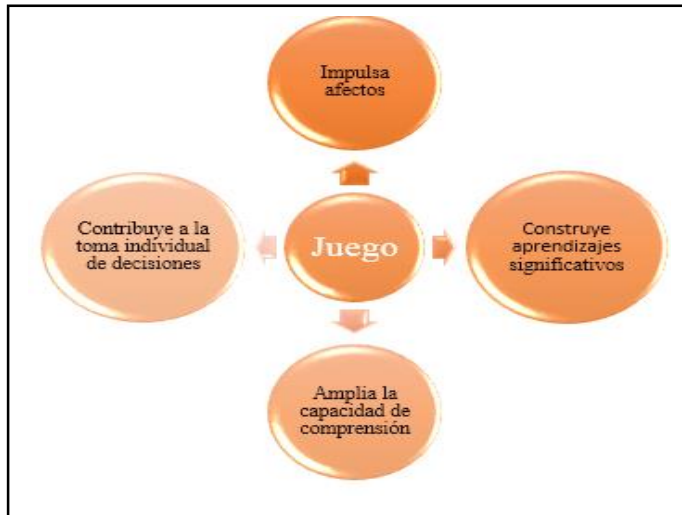 Impulsa
afectos
Contribuye a la
toma individual
de decisiones
Juego
Construye
aprendizajes
significativos
Amplia la
capacidad de
comprensión